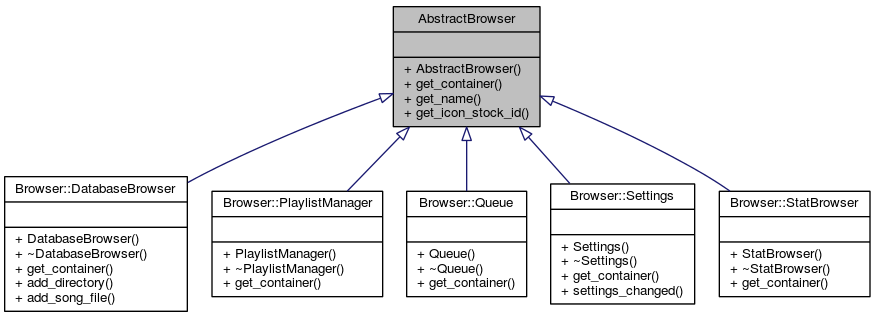 AbstractBrowser
+ AbstractBrowser()
+ get_container()
+ get_name()
+ get_icon_stock_id()
Browser::DatabaseBrowser
+ DatabaseBrowser()
+ ~DatabaseBrowser()
+ get_container()
+ add_directory()
+ add_song_file()
Browser::PlaylistManager
+ PlaylistManager()
+ ~PlaylistManager()
+ get_container()
Browser::Queue
+ Queue()
+ ~Queue()
+ get_container()
Browser::Settings
+ Settings()
+ ~Settings()
+ get_container()
+ settings_changed()
Browser::StatBrowser
+ StatBrowser()
+ ~StatBrowser()
+ get_container()